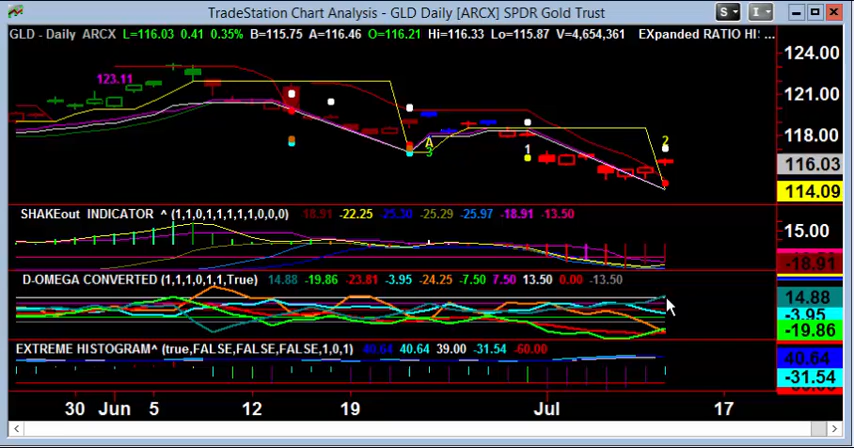 TradeStation Chart Analysis - GLD Daily [ARCX] SPDR Gold Trust
S
I
GLD - Daily ARCX L=116.03 0.41 0.35% B=115.75 A=116.46 O=116.21 Hi=116.33 Lo=115.87 V=4,654,361 EXpanded RATIO HI: ...
124.00
123.11
121.00
118.00
A
3
1
2
116.03
114.09
SHAKEout INDICATOR ^ (1,1,0,1,1,1,1,1,0,0,0) -18.91 -22.25 -25.30 -25.29 -25.97 -18.91 -13.50
15.00
-18.91
D-OMEGA CONVERTED (1,1,1,0,1,1,True) 14.88 -19.86 -23.81 -3.95 -24.25 -7.50 7.50 13.50 0.00 -13.50
14.88
-3.95
-19.86
EXTREME HISTOGRAM^ (true,FALSE,FALSE,FALSE,1,0,1) 40.64 40.64 39.00 -31.54 -60.00
40.64
-31.54
30 Jun 5 12 19 Jul 17